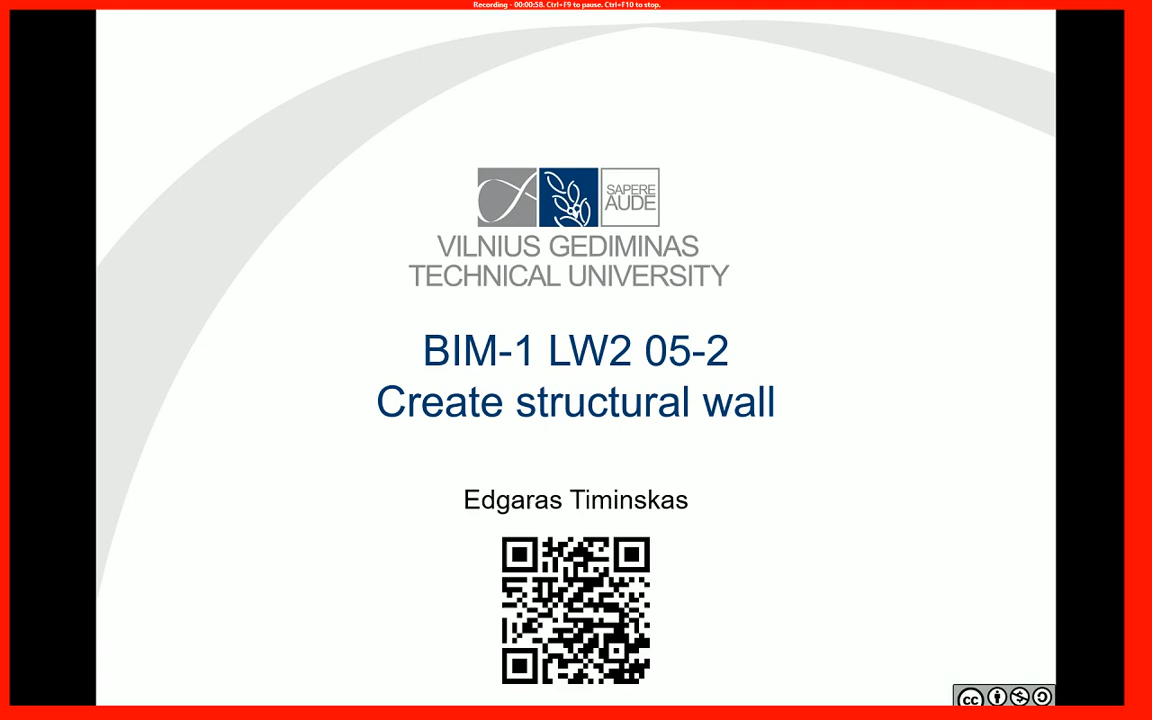 Recording - 00:00:58. Ctrl+F9 to pause. Ctrl+F10 to stop.
SAPERE
AUDE
VILNIUS GEDIMINAS
TECHNICAL UNIVERSITY
BIM-1 LW2 05-2
Create structural wall
Edgaras Timinskas
cc